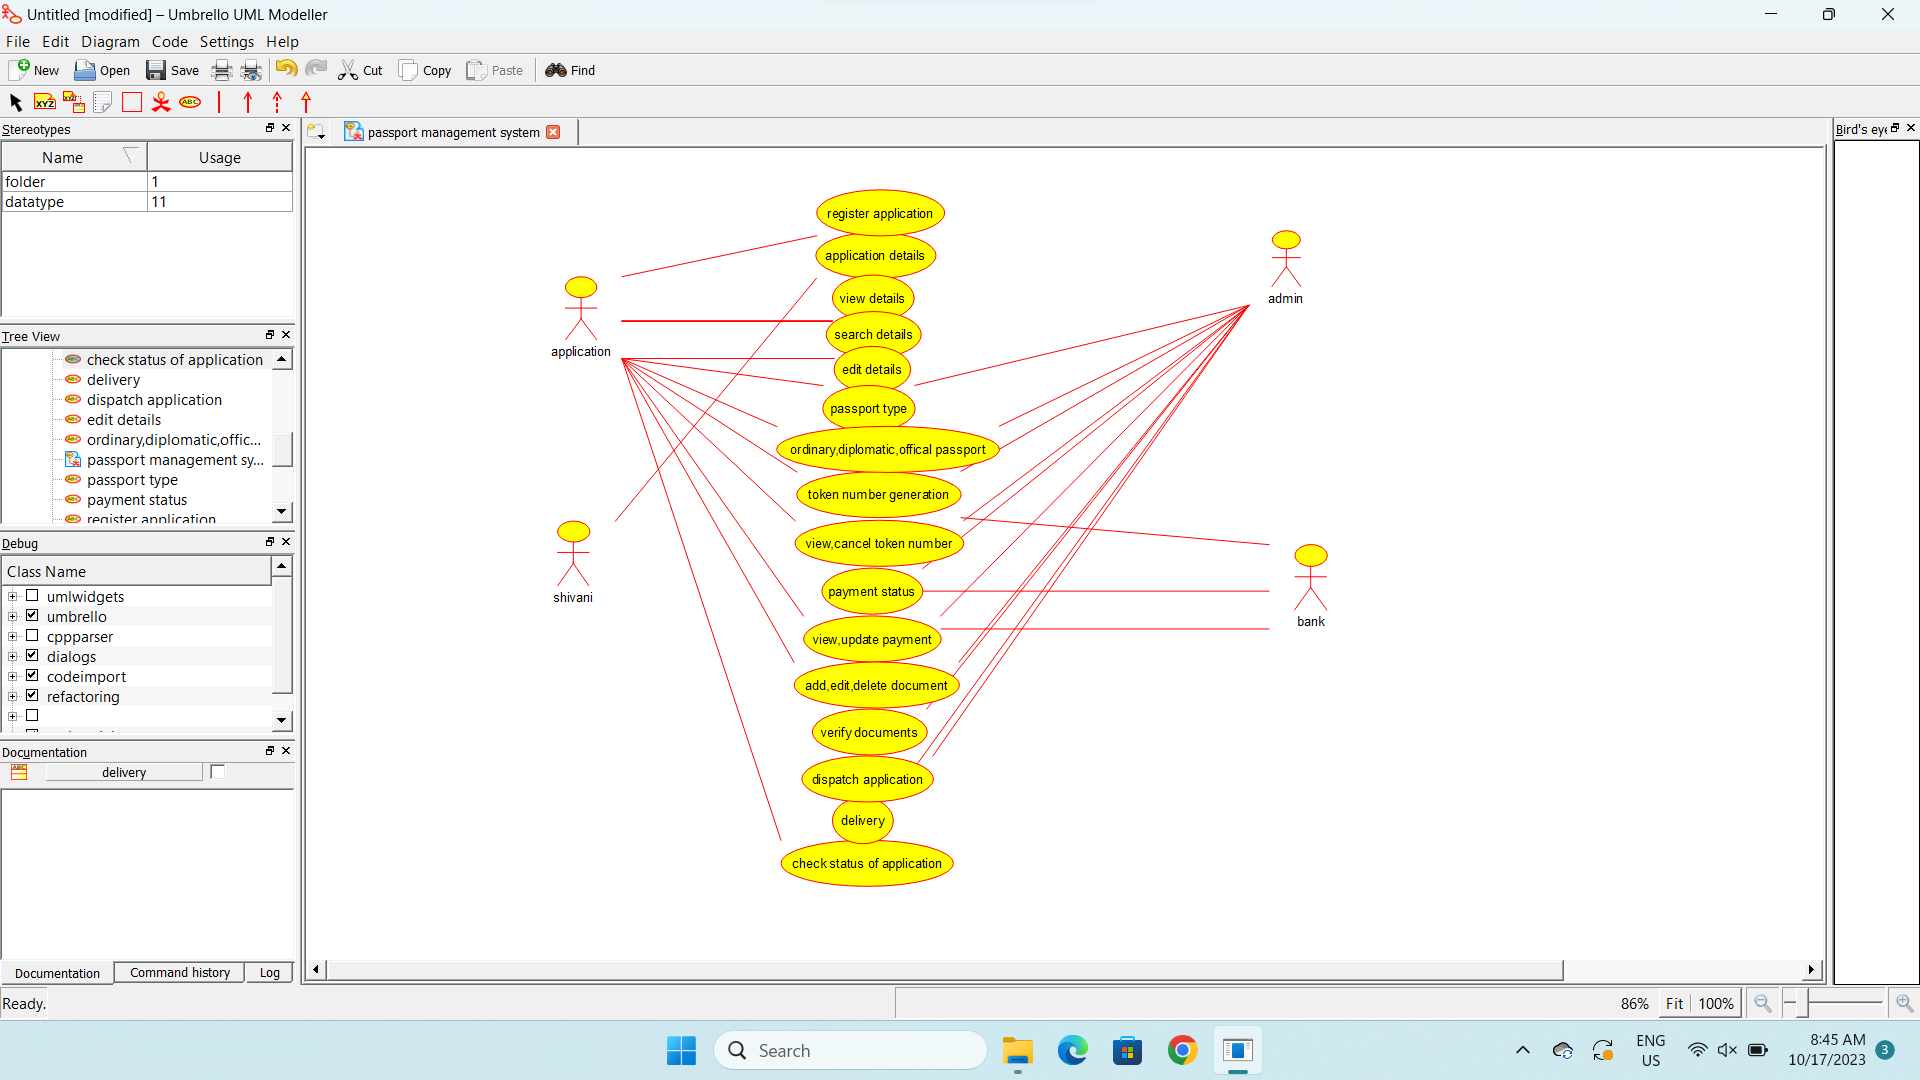 Untitled [modified] – Umbrello UML Modeller
File Edit Diagram Code Settings Help
New Open Save Cut Copy Paste Find
XYZ XYZ ABC
Stereotypes
Name Usage
folder 1
datatype 11
Tree View
check status of application
delivery
dispatch application
edit details
ordinary,diplomatic,offic...
passport management sy...
passport type
payment status
register application
Debug
Class Name
umlwidgets
umbrello
cppparser
dialogs
codeimport
refactoring
Documentation
delivery
Documentation Command history Log
Ready.
passport management system
register application
application details
view details
search details
edit details
passport type
ordinary,diplomatic,offical passport
token number generation
view,cancel token number
payment status
view,update payment
add,edit,delete document
verify documents
dispatch application
delivery
check status of application
application
shivani
admin
bank
Bird's eye
86% Fit 100%
Search
ENG
US
8:45 AM
10/17/2023
3